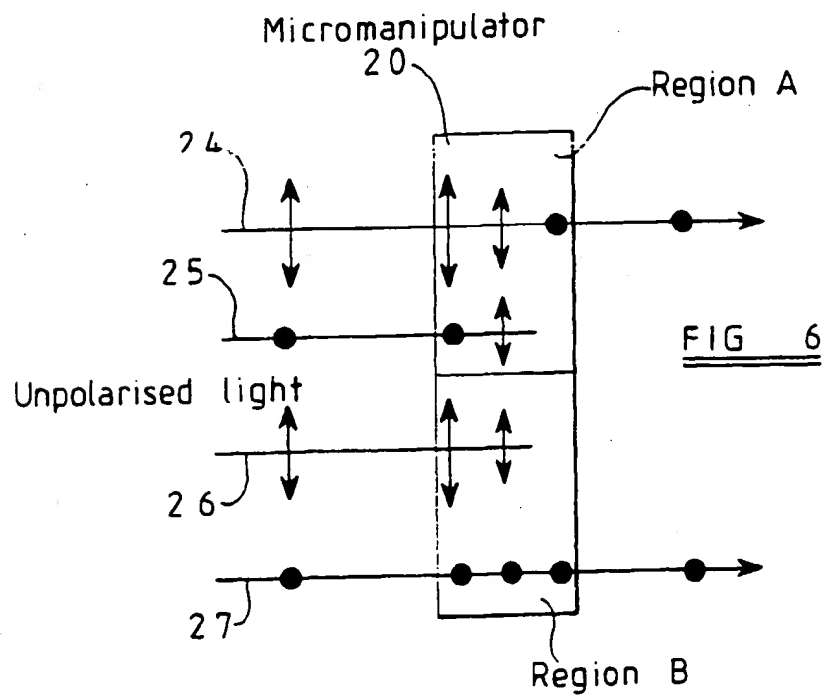 Micromanipulator
20
Region A
24
25
FIG 6
Unpolarised light
26
27
Region B